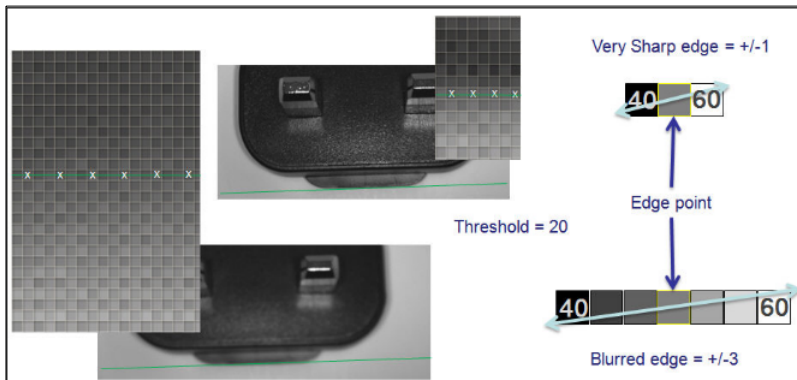 Very Sharp edge = +/-1
40 60
x x x x
x x x x x x
Edge point
Threshold = 20
40 60
Blurred edge = +/-3